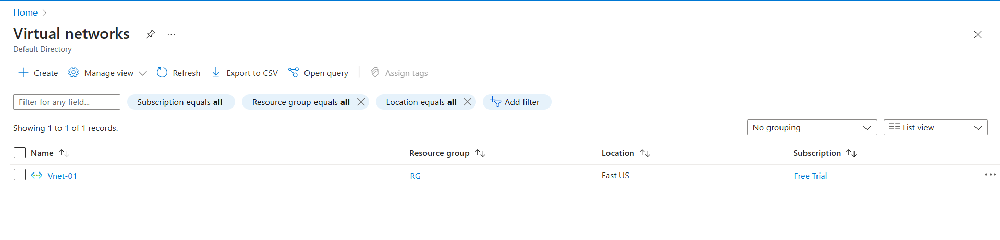 Home
Virtual networks
Default Directory
Create Manage view Refresh Export to CSV Open query Assign tags
Filter for any field... Subscription equals all Resource group equals all Location equals all Add filter
Showing 1 to 1 of 1 records. No grouping List view
Name Resource group Location Subscription
Vnet-01 RG East US Free Trial